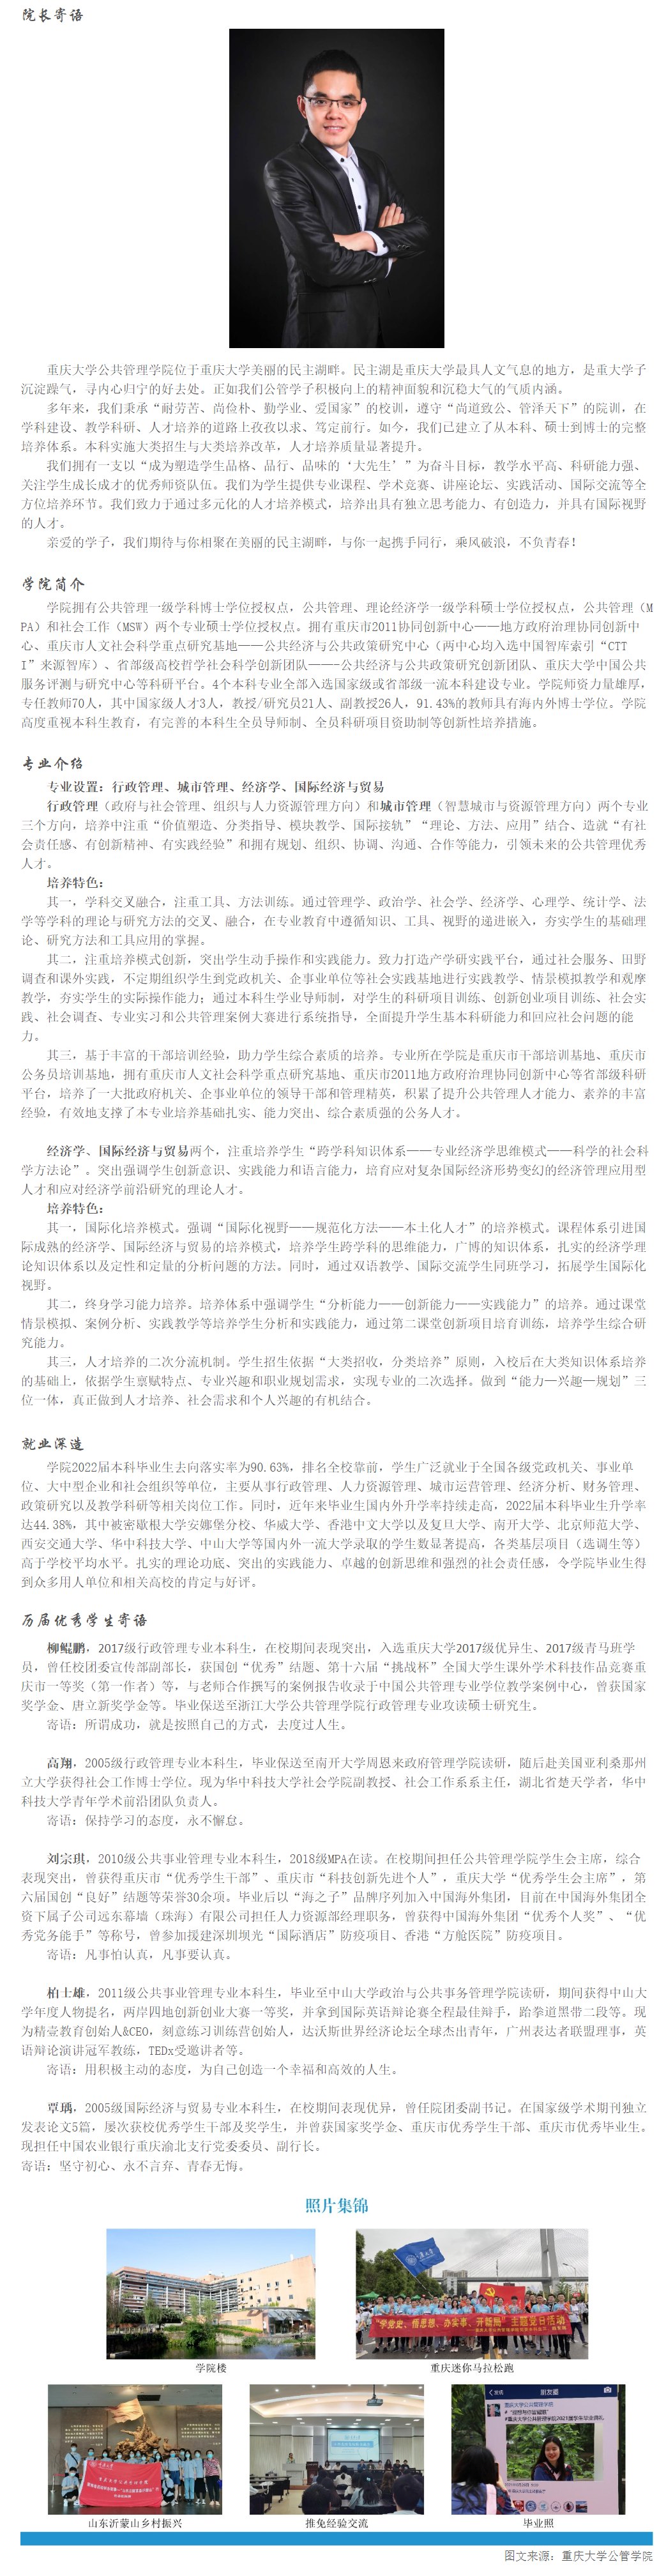 院长寄语
重庆大学公共管理学院位于重庆大学美丽的民主湖畔。民主湖是重庆大学最具人文气息的地方，是重大学子
沉淀躁气，寻内心归宁的好去处。正如我们公管学子积极向上的精神面貌和沉稳大气的气质内涵。
多年来，我们秉承“耐劳苦、尚俭朴、勤学业、爱国家”的校训，遵守“尚道致公、管泽天下”的院训，在
学科建设、教学科研、人才培养的道路上孜孜以求、笃定前行。如今，我们已建立了从本科、硕士到博士的完整
培养体系。本科实施大类招生与大类培养改革，人才培养质量显著提升。
我们拥有一支以“成为塑造学生品格、品行、品味的‘大先生’”为奋斗目标，教学水平高、科研能力强、
关注学生成长成才的优秀师资队伍。我们为学生提供专业课程、学术竞赛、讲座论坛、实践活动、国际交流等全
方位培养环节。我们致力于通过多元化的人才培养模式，培养出具有独立思考能力、有创造力，并具有国际视野
的人才。
亲爱的学子，我们期待与你相聚在美丽的民主湖畔，与你一起携手同行，乘风破浪，不负青春！
学院简介
学院拥有公共管理一级学科博士学位授权点，公共管理、理论经济学一级学科硕士学位授权点，公共管理（M
PA）和社会工作（MSW）两个专业硕士学位授权点。拥有重庆市2011协同创新中心——地方政府治理协同创新中
心、重庆市人文社会科学重点研究基地——公共经济与公共政策研究中心（两中心均入选中国智库索引“CTT
I”来源智库）、省部级高校哲学社会科学创新团队———公共经济与公共政策研究创新团队、重庆大学中国公共
服务评测与研究中心等科研平台。4个本科专业全部入选国家级或省部级一流本科建设专业。学院师资力量雄厚，
专任教师70人，其中国家级人才3人，教授/研究员21人、副教授26人，91.43%的教师具有海内外博士学位。学院
高度重视本科生教育，有完善的本科生全员导师制、全员科研项目资助制等创新性培养措施。
专业介绍
专业设置：行政管理、城市管理、经济学、国际经济与贸易
行政管理（政府与社会管理、组织与人力资源管理方向）和城市管理（智慧城市与资源管理方向）两个专业
三个方向，培养中注重“价值塑造、分类指导、模块教学、国际接轨”“理论、方法、应用”结合、造就“有社
会责任感、有创新精神、有实践经验”和拥有规划、组织、协调、沟通、合作等能力，引领未来的公共管理优秀
人才。
培养特色：
其一，学科交叉融合，注重工具、方法训练。通过管理学、政治学、社会学、经济学、心理学、统计学、法
学等学科的理论与研究方法的交叉、融合，在专业教育中遵循知识、工具、视野的递进嵌入，夯实学生的基础理
论、研究方法和工具应用的掌握。
其二，注重培养模式创新，突出学生动手操作和实践能力。致力打造产学研实践平台，通过社会服务、田野
调查和课外实践，不定期组织学生到党政机关、企事业单位等社会实践基地进行实践教学、情景模拟教学和观摩
教学，夯实学生的实际操作能力；通过本科生学业导师制，对学生的科研项目训练、创新创业项目训练、社会实
践、社会调查、专业实习和公共管理案例大赛进行系统指导，全面提升学生基本科研能力和回应社会问题的能
力。
其三，基于丰富的干部培训经验，助力学生综合素质的培养。专业所在学院是重庆市干部培训基地、重庆市
公务员培训基地，拥有重庆市人文社会科学重点研究基地、重庆市2011地方政府治理协同创新中心等省部级科研
平台，培养了一大批政府机关、企事业单位的领导干部和管理精英，积累了提升公共管理人才能力、素养的丰富
经验，有效地支撑了本专业培养基础扎实、能力突出、综合素质强的公务人才。
经济学、国际经济与贸易两个，注重培养学生“跨学科知识体系——专业经济学思维模式——科学的社会科
学方法论”。突出强调学生创新意识、实践能力和语言能力，培育应对复杂国际经济形势变幻的经济管理应用型
人才和应对经济学前沿研究的理论人才。
培养特色：
其一，国际化培养模式。强调“国际化视野——规范化方法——本土化人才”的培养模式。课程体系引进国
际成熟的经济学、国际经济与贸易的培养模式，培养学生跨学科的思维能力，广博的知识体系，扎实的经济学理
论知识体系以及定性和定量的分析问题的方法。同时，通过双语教学、国际交流学生同班学习，拓展学生国际化
视野。
其二，终身学习能力培养。培养体系中强调学生“分析能力——创新能力——实践能力”的培养。通过课堂
情景模拟、案例分析、实践教学等培养学生分析和实践能力，通过第二课堂创新项目培育训练，培养学生综合研
究能力。
其三，人才培养的二次分流机制。学生招生依据“大类招收，分类培养”原则，入校后在大类知识体系培养
的基础上，依据学生禀赋特点、专业兴趣和职业规划需求，实现专业的二次选择。做到“能力—兴趣—规划”三
位一体，真正做到人才培养、社会需求和个人兴趣的有机结合。
就业深造
学院2022届本科毕业生去向落实率为90.63%，排名全校靠前，学生广泛就业于全国各级党政机关、事业单
位、大中型企业和社会组织等单位，主要从事行政管理、人力资源管理、城市运营管理、经济分析、财务管理、
政策研究以及教学科研等相关岗位工作。同时，近年来毕业生国内外升学率持续走高，2022届本科毕业生升学率
达44.38%，其中被密歇根大学安娜堡分校、华威大学、香港中文大学以及复旦大学、南开大学、北京师范大学、
西安交通大学、华中科技大学、中山大学等国内外一流大学录取的学生数显著提高，各类基层项目（选调生等）
高于学校平均水平。扎实的理论功底、突出的实践能力、卓越的创新思维和强烈的社会责任感，令学院毕业生得
到众多用人单位和相关高校的肯定与好评。
历届优秀学生寄语
柳鲲鹏，2017级行政管理专业本科生，在校期间表现突出，入选重庆大学2017级优异生、2017级青马班学
员，曾任校团委宣传部副部长，获国创“优秀”结题、第十六届“挑战杯”全国大学生课外学术科技作品竞赛重
庆市一等奖（第一作者）等，与老师合作撰写的案例报告收录于中国公共管理专业学位教学案例中心，曾获国家
奖学金、唐立新奖学金等。毕业保送至浙江大学公共管理学院行政管理专业攻读硕士研究生。
寄语：所谓成功，就是按照自己的方式，去度过人生。
高翔，2005级行政管理专业本科生，毕业保送至南开大学周恩来政府管理学院读研，随后赴美国亚利桑那州
立大学获得社会工作博士学位。现为华中科技大学社会学院副教授、社会工作系系主任，湖北省楚天学者，华中
科技大学青年学术前沿团队负责人。
寄语：保持学习的态度，永不懈怠。
刘宗琪，2010级公共事业管理专业本科生，2018级MPA在读。在校期间担任公共管理学院学生会主席，综合
表现突出，曾获得重庆市“优秀学生干部”、重庆市“科技创新先进个人”，重庆大学“优秀学生会主席”，第
六届国创“良好”结题等荣誉30余项。毕业后以“海之子”品牌序列加入中国海外集团，目前在中国海外集团全
资下属子公司远东幕墙（珠海）有限公司担任人力资源部经理职务，曾获得中国海外集团“优秀个人奖”、“优
秀党务能手”等称号，曾参加援建深圳坝光“国际酒店”防疫项目、香港“方舱医院”防疫项目。
寄语：凡事怕认真，凡事要认真。
柏士雄，2011级公共事业管理专业本科生，毕业至中山大学政治与公共事务管理学院读研，期间获得中山大
学年度人物提名，两岸四地创新创业大赛一等奖，并拿到国际英语辩论赛全程最佳辩手，跆拳道黑带二段等。现
为精壹教育创始人&CEO，刻意练习训练营创始人，达沃斯世界经济论坛全球杰出青年，广州表达者联盟理事，英
语辩论演讲冠军教练，TEDx受邀讲者等。
寄语：用积极主动的态度，为自己创造一个幸福和高效的人生。
覃瑀，2005级国际经济与贸易专业本科生，在校期间表现优异，曾任院团委副书记。在国家级学术期刊独立
发表论文5篇，屡次获校优秀学生干部及奖学生，并曾获国家奖学金、重庆市优秀学生干部、重庆市优秀毕业生。
现担任中国农业银行重庆渝北支行党委委员、副行长。
寄语：坚守初心、永不言弃、青春无悔。
照片集锦
“学党史、悟思想、办实事、开新局”主题党日活动
学院楼
重庆迷你马拉松跑
朋友圈
山东沂蒙山乡村振兴
推免经验交流
毕业照
图文来源：重庆大学公管学院